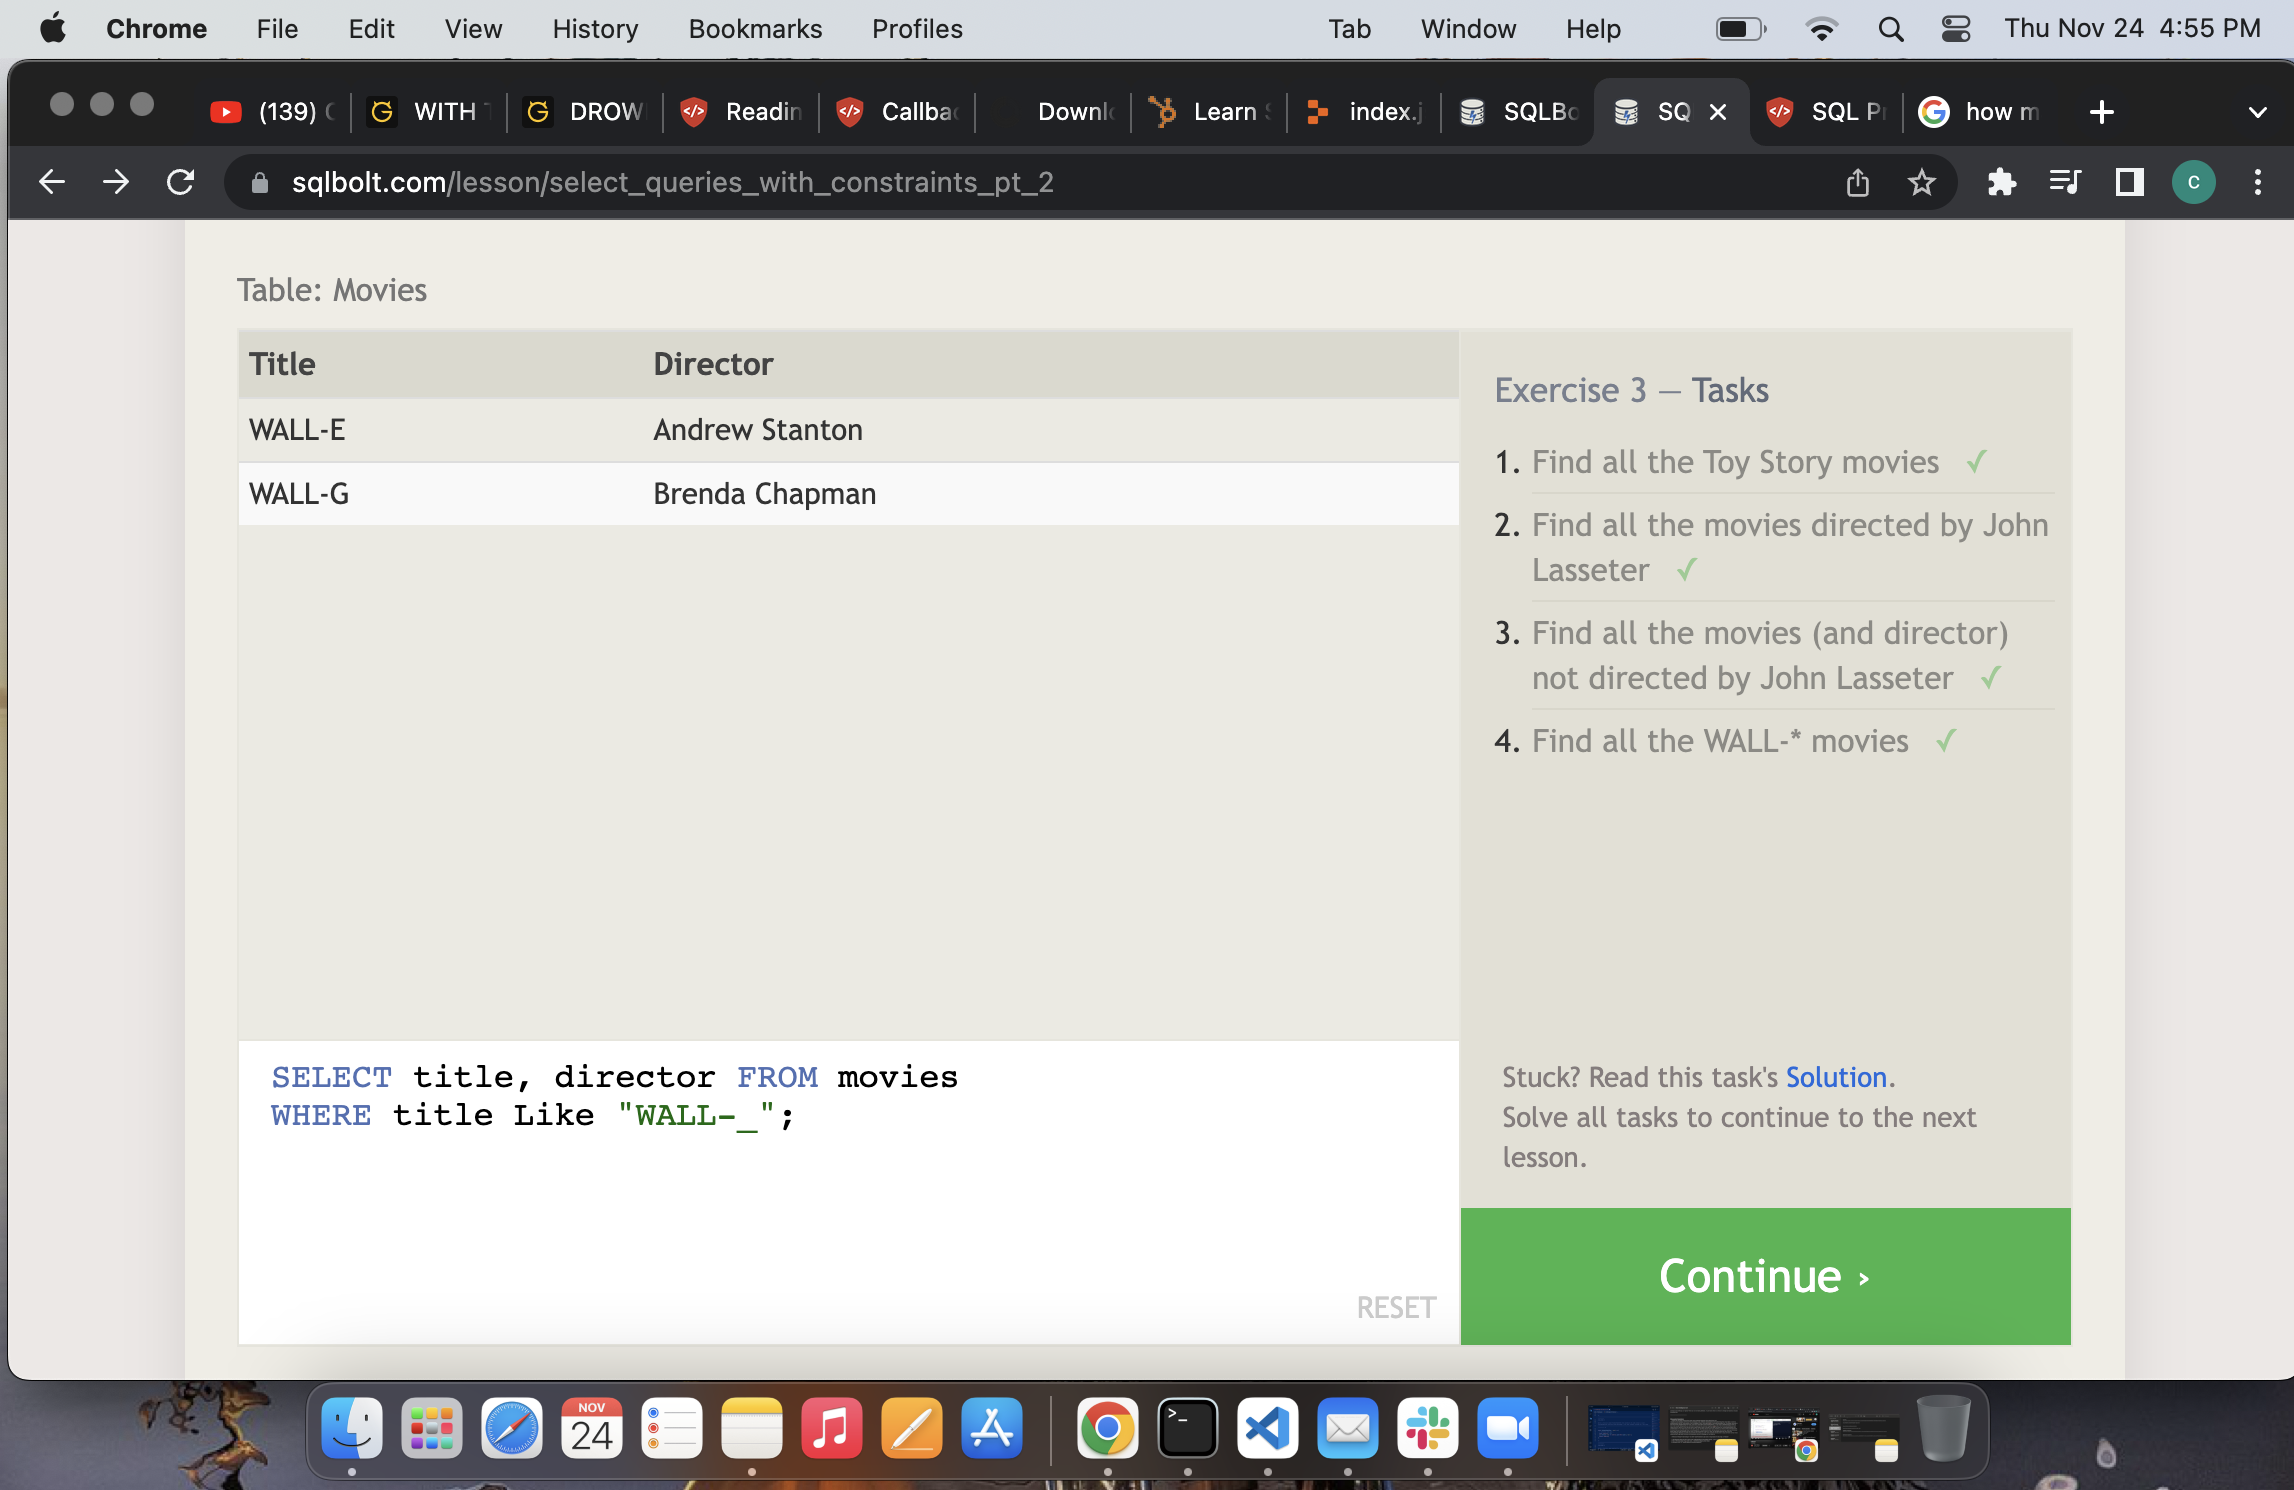 Chrome File Edit View History Bookmarks Profiles Tab Window Help Thu Nov 24 4:55 PM
(139) WITH DROW Readin Callba Downl Learn index.j SQLBo SQ SQL P how m
sqlbolt.com/lesson/select_queries_with_constraints_pt_2 c
Table: Movies
Title Director
WALL-E Andrew Stanton
WALL-G Brenda Chapman
Exercise 3 — Tasks
1. Find all the Toy Story movies ✓
2. Find all the movies directed by John
Lasseter ✓
3. Find all the movies (and director)
not directed by John Lasseter ✓
4. Find all the WALL-* movies ✓
SELECT title, director FROM movies
WHERE title Like "WALL-_";
RESET
Stuck? Read this task's Solution.
Solve all tasks to continue to the next
lesson.
Continue ›
NOV
24